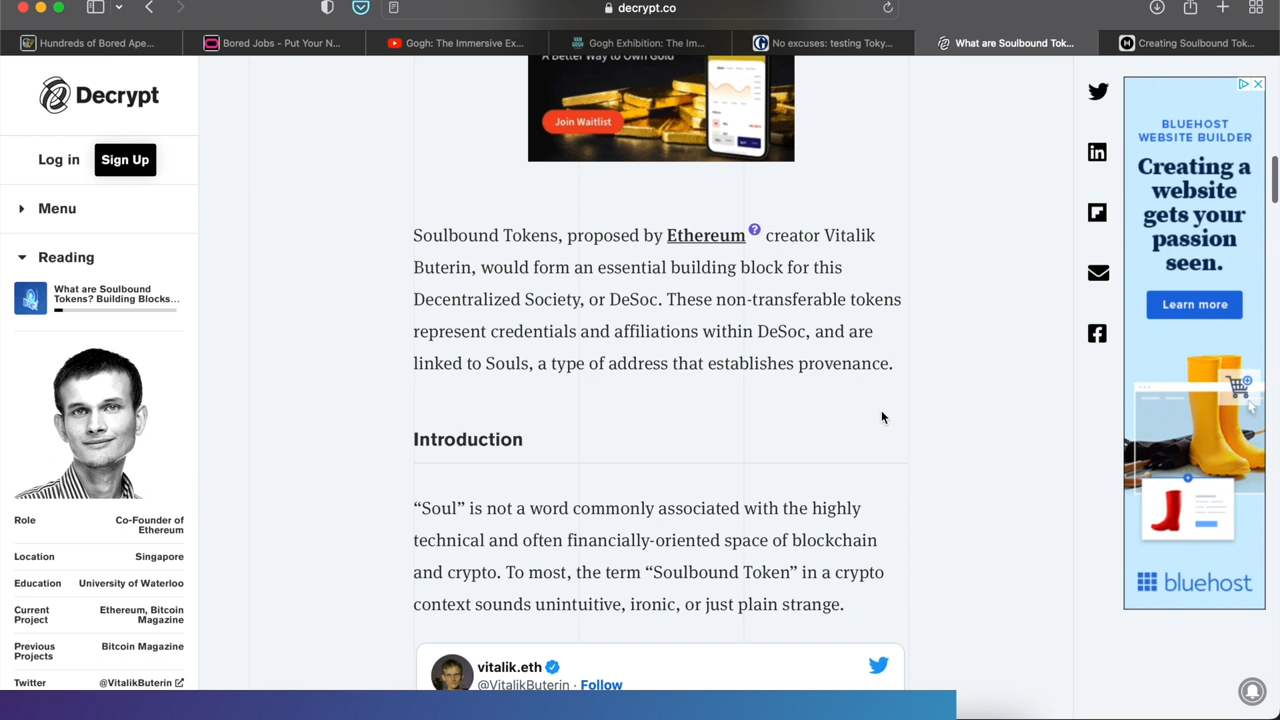 decrypt.co
Hundreds of Bored Ape...
Bored Jobs - Put Your N...
Gogh: The Immersive Ex...
Gogh Exhibition: The Im...
No excuses: testing Toky...
What are Soulbound Tok...
Creating Soulbound Tok...
Decrypt
Log in
Sign Up
Menu
Reading
What are Soulbound
Tokens? Building Blocks...
Role
Co-Founder of
Ethereum
Location
Singapore
Education
University of Waterloo
Current
Project
Ethereum, Bitcoin
Magazine
Previous
Projects
Bitcoin Magazine
Twitter
@VitalikButerin
A Better Way to Own Gold
Join Waitlist
Soulbound Tokens, proposed by Ethereum ? creator Vitalik
Buterin, would form an essential building block for this
Decentralized Society, or DeSoc. These non-transferable tokens
represent credentials and affiliations within DeSoc, and are
linked to Souls, a type of address that establishes provenance.
Introduction
“Soul” is not a word commonly associated with the highly
technical and often financially-oriented space of blockchain
and crypto. To most, the term “Soulbound Token” in a crypto
context sounds unintuitive, ironic, or just plain strange.
vitalik.eth
@VitalikButerin · Follow
BLUEHOST
WEBSITE BUILDER
Creating a
website
gets your
passion
seen.
Learn more
bluehost